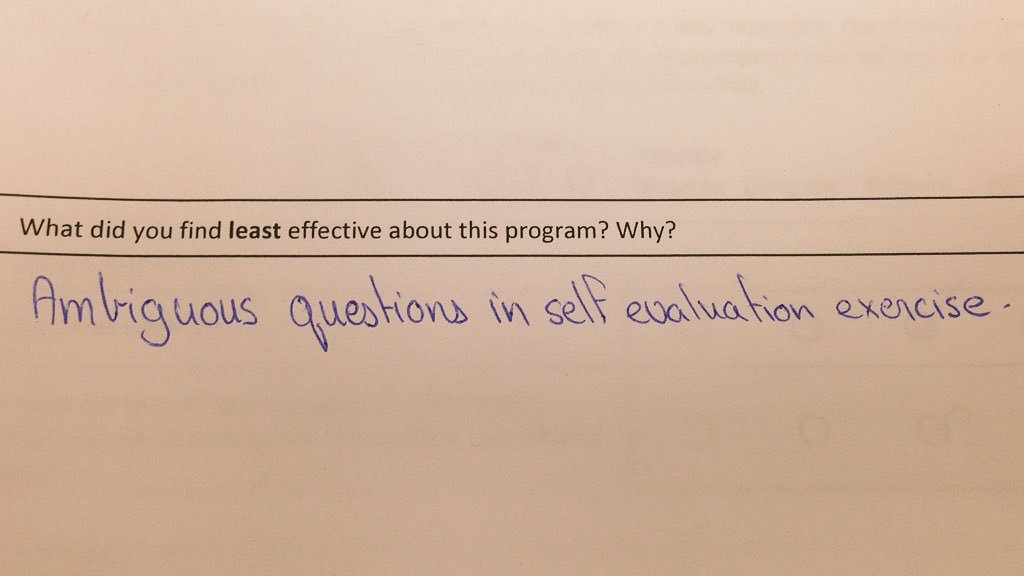 What did you find least effective about this program? Why?
Ambiguous questions in self evaluation exercise.